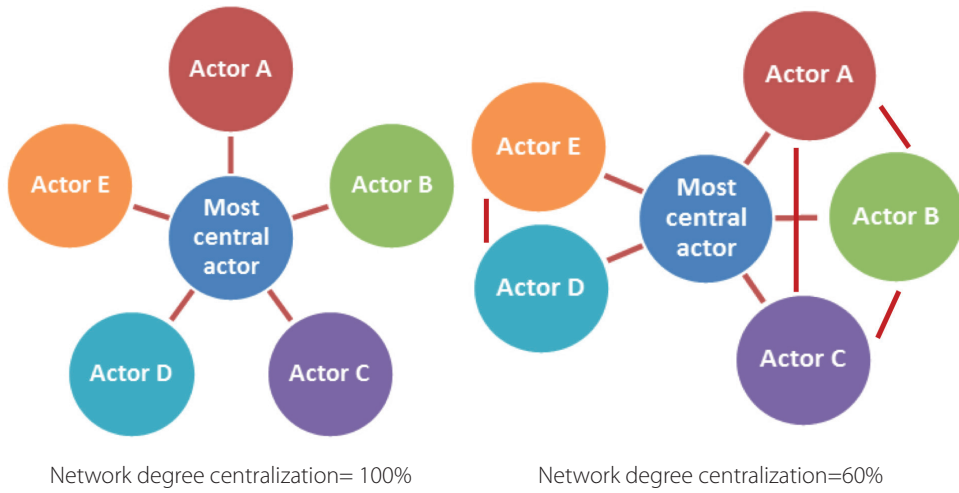 Actor A
Actor E
Actor B
Most
central
actor
Actor D
Actor C
Network degree centralization= 100%
Actor A
Actor E
Most
central
actor
Actor B
Actor D
Actor C
Network degree centralization=60%